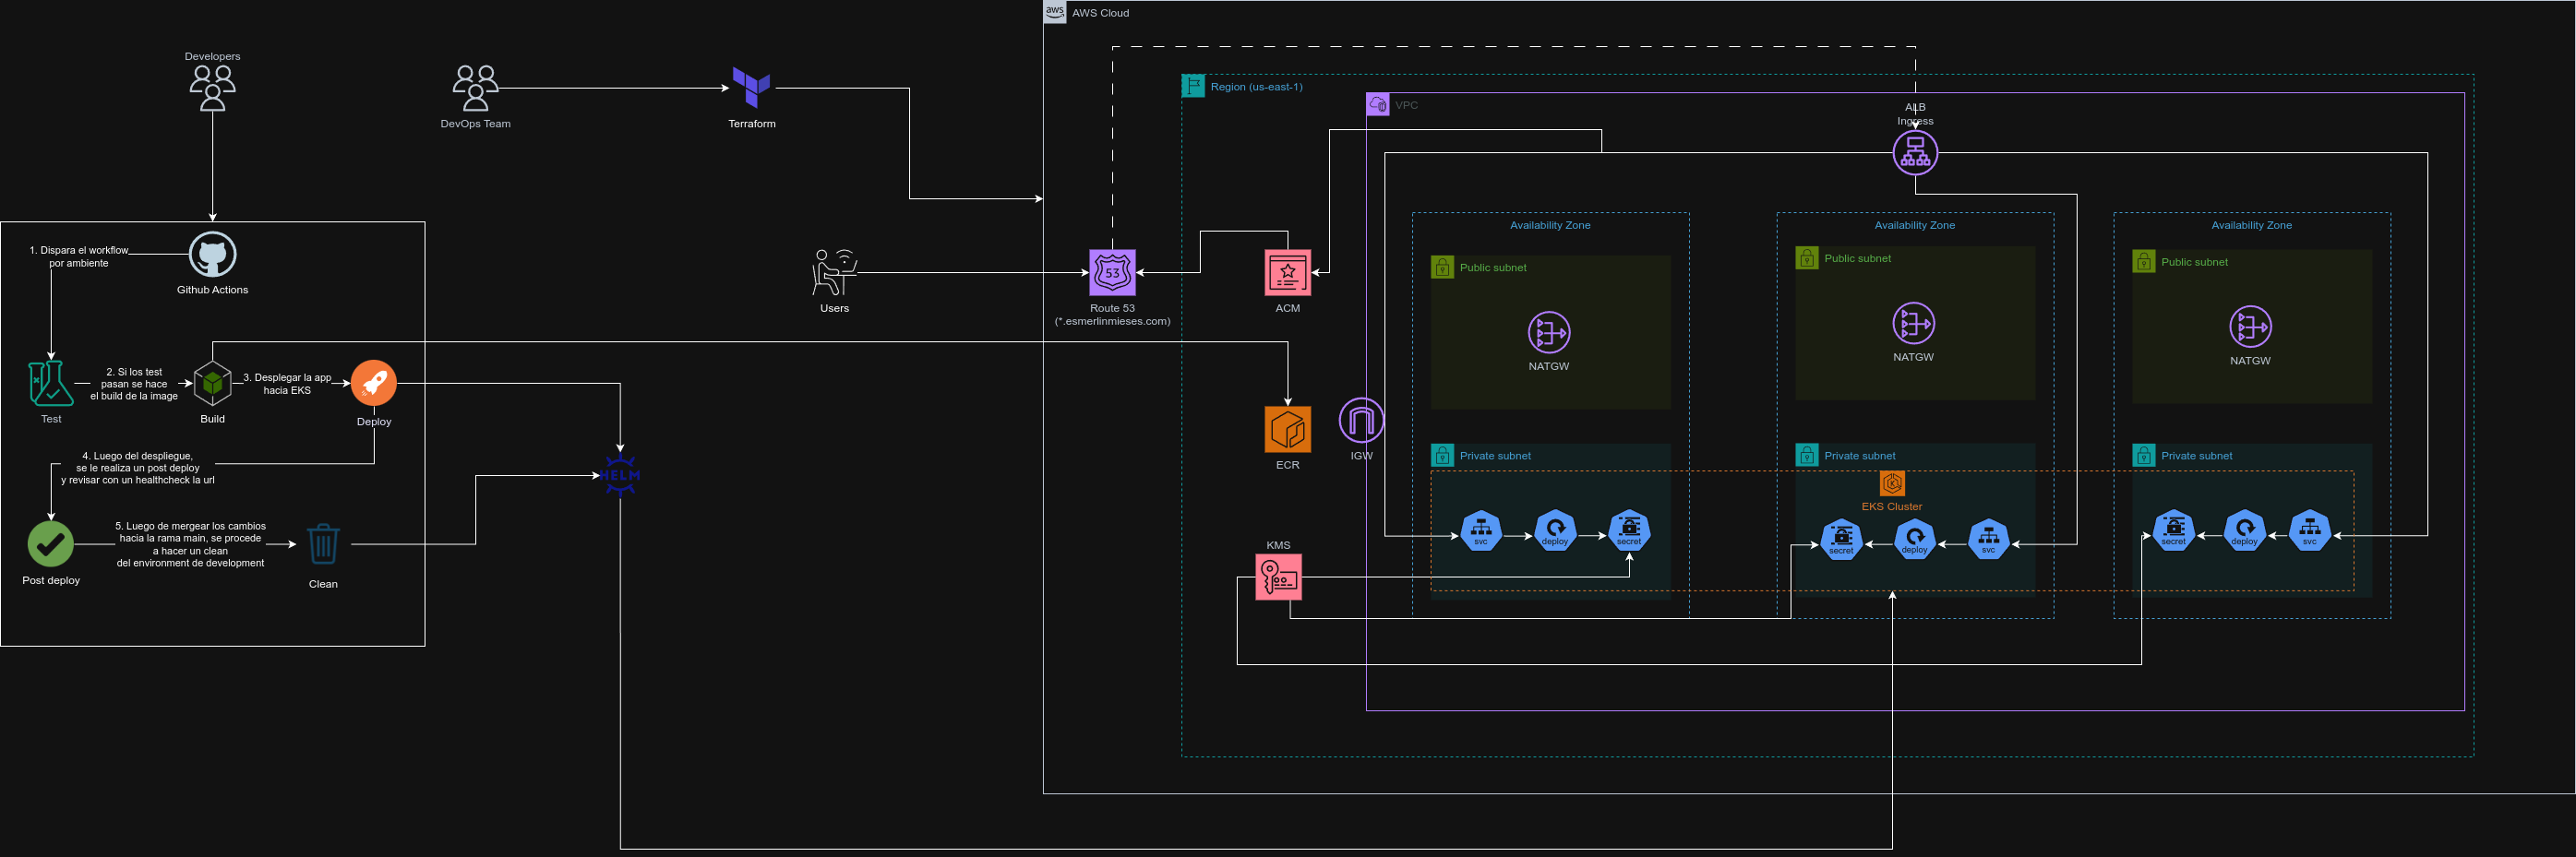 aws
AWS Cloud
Developers
DevOps Team
Terraform
Region (us-east-1)
VPC
ALB
Ingress
1. Dispara el workflow
por ambiente
Github Actions
Users
53
Route 53
(*.esmerlinmieses.com)
ACM
Availability Zone
Availability Zone
Availability Zone
Public subnet
Public subnet
Public subnet
NATGW
NATGW
NATGW
Test
2. Si los test
pasan se hace
el build de la image
Build
3. Desplegar la app
hacia EKS
Deploy
ECR
IGW
4. Luego del despliegue,
se le realiza un post deploy
y revisar con un healthcheck la url
HELM
Private subnet
Private subnet
Private subnet
EKS Cluster
svc
deploy
secret
secret
deploy
svc
secret
deploy
svc
Post deploy
5. Luego de mergear los cambios
hacia la rama main, se procede
a hacer un clean
del environment de development
Clean
KMS